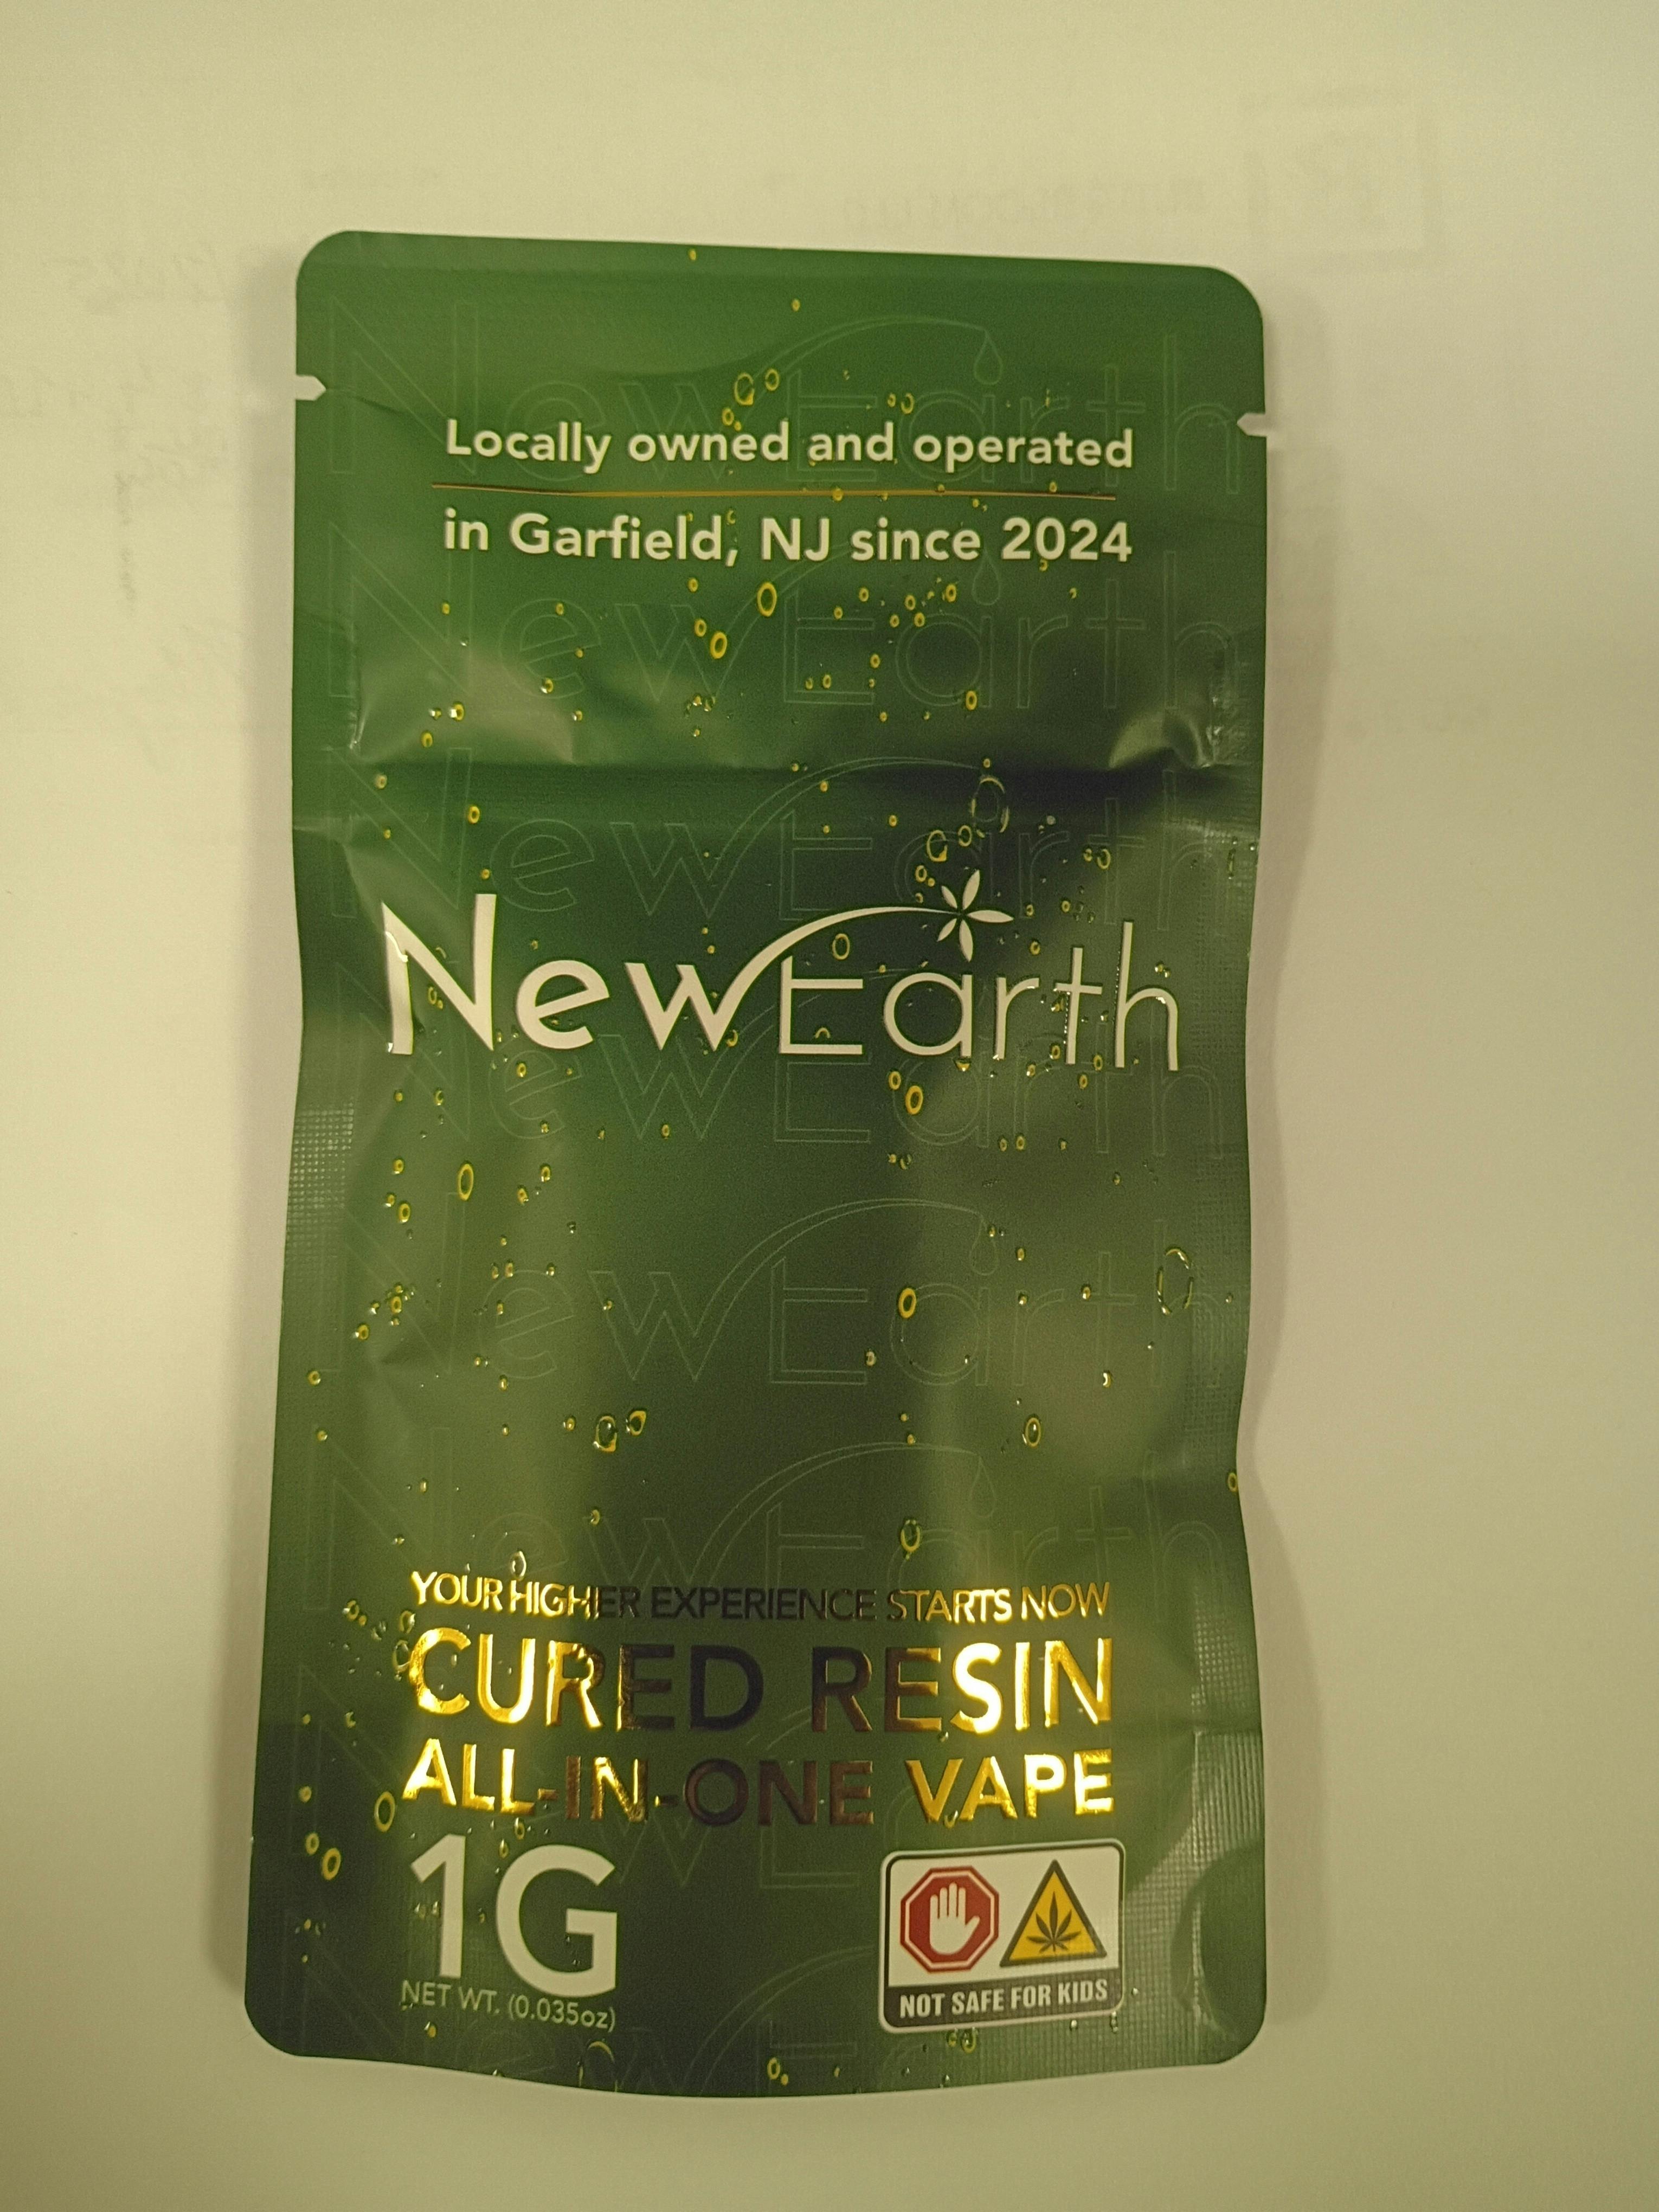 Locally owned and operated
in Garfield, NJ since 2024
NewEarth
YOUR HIGHER EXPERIENCE STARTS NOW
CURED RESIN
ALL-IN-ONE VAPE
1G
NET WT. (0.035oz)
NOT SAFE FOR KIDS